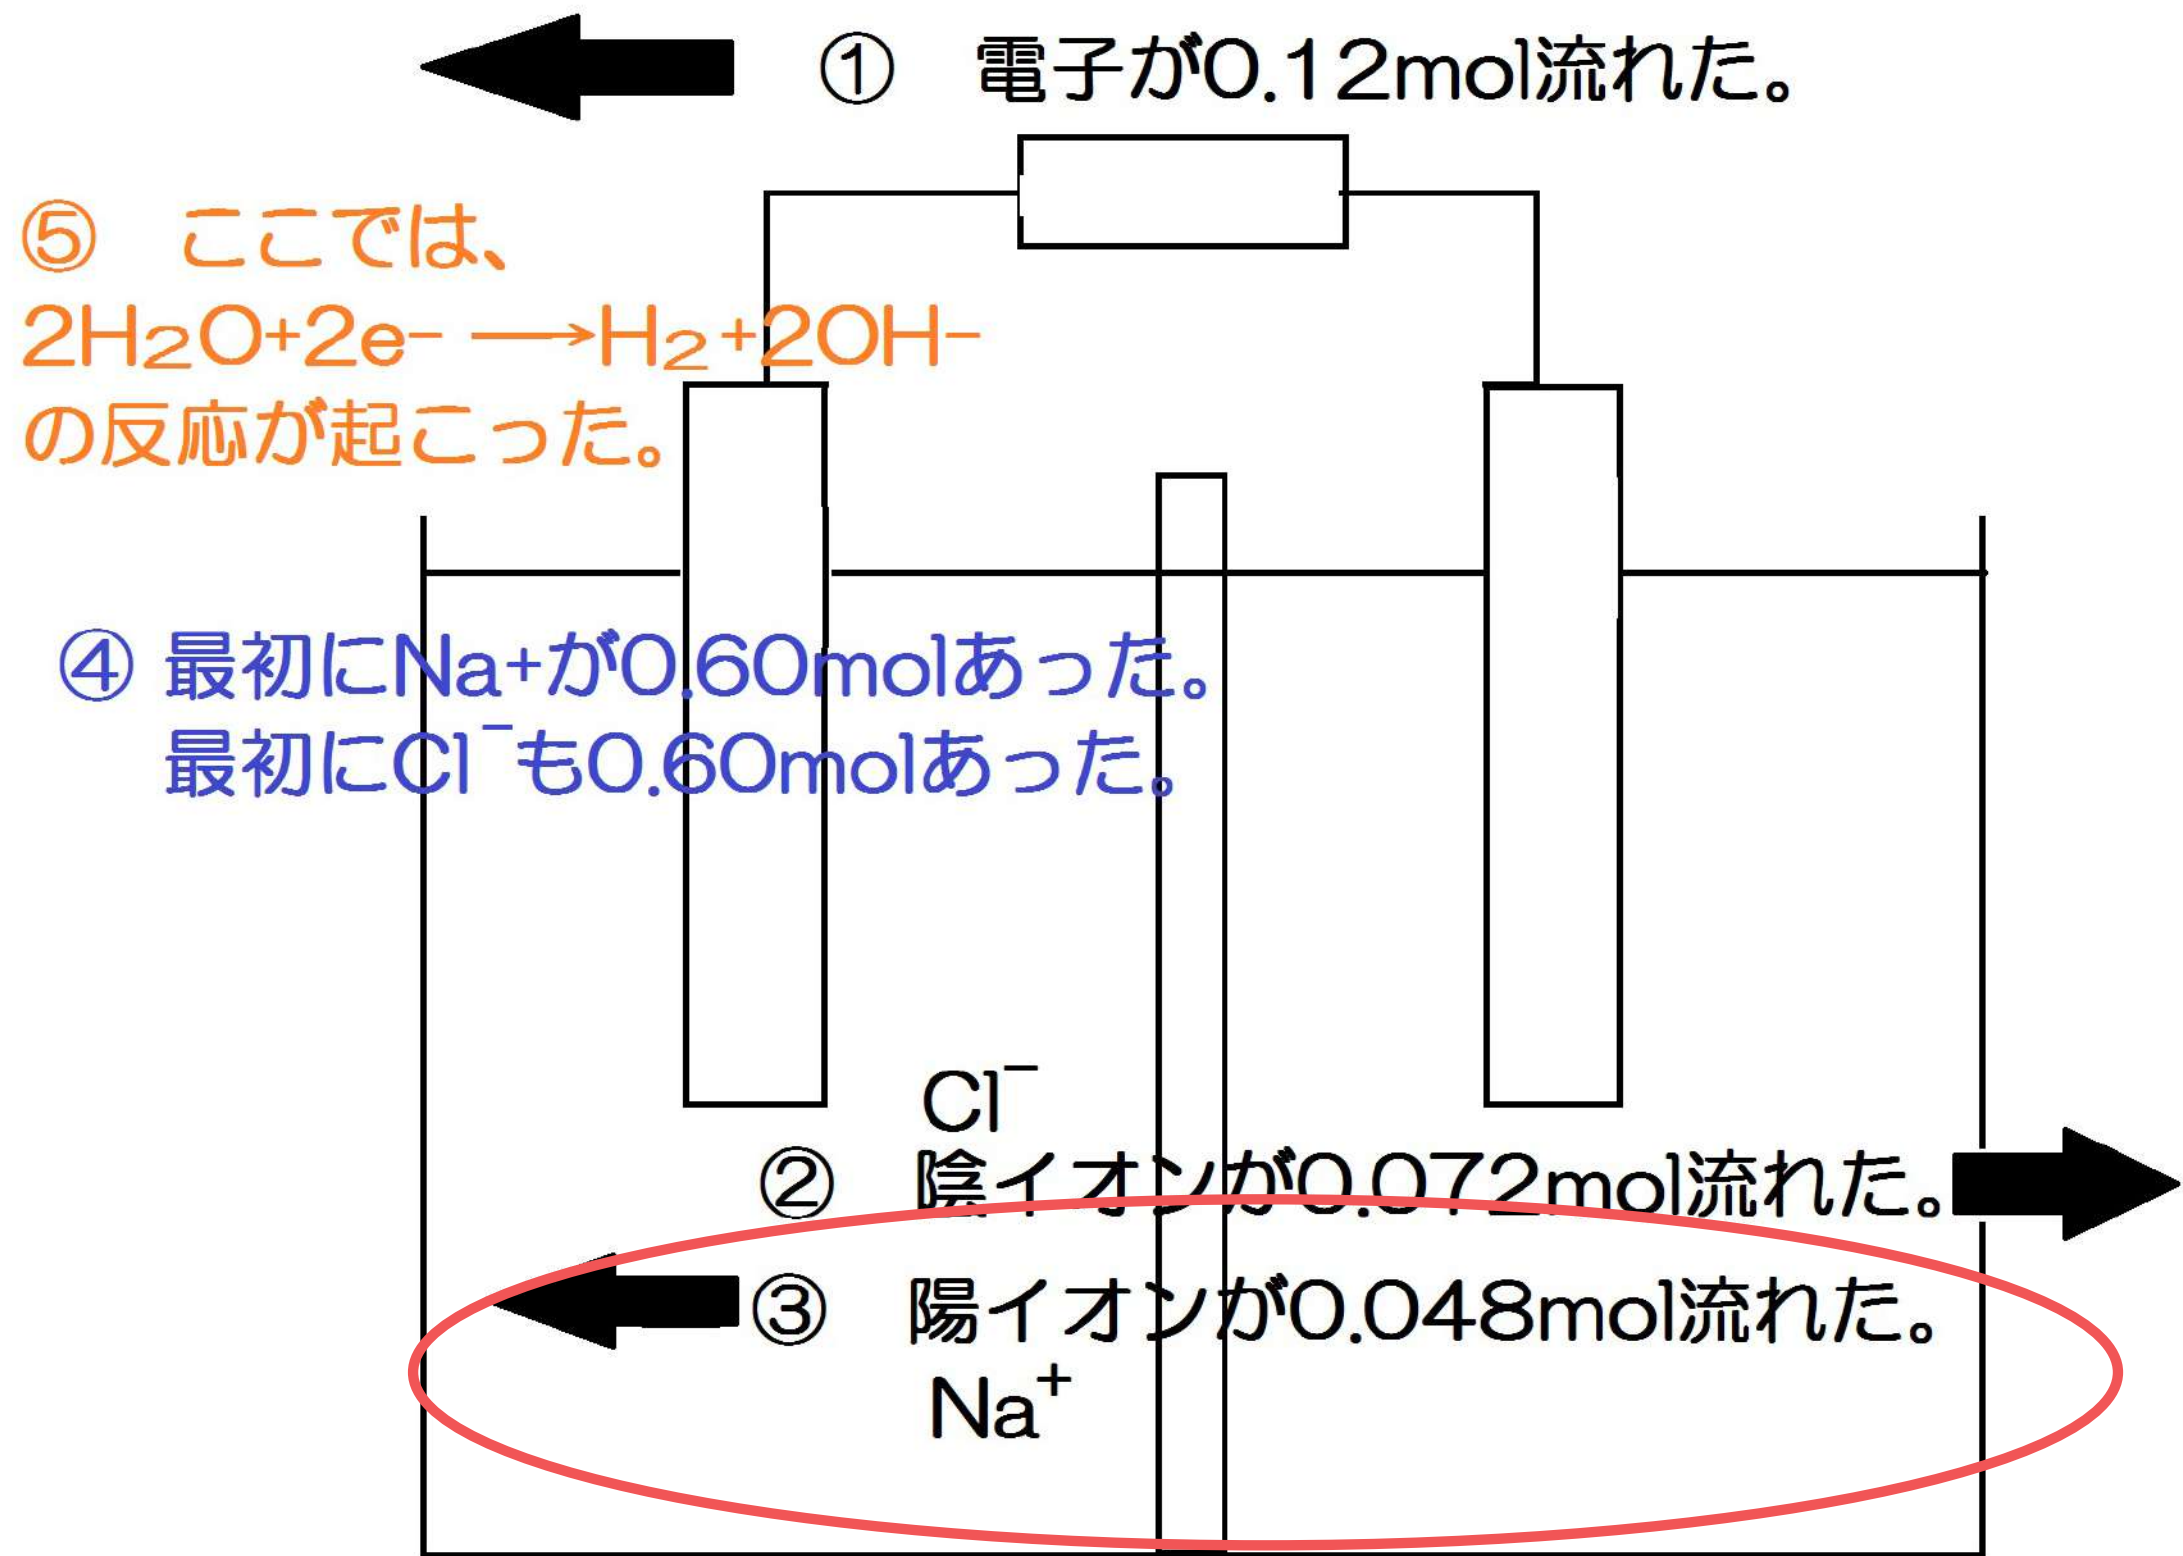 ① 電子が0.12mol流れた。
⑤ ここでは、
2H₂O+2e- →H₂+2OH-
の反応が起こった。
④ 最初にNa+が0.60molあった。
最初にCl⁻も0.60molあった。
Cl⁻
② 陰イオンが0.072mol流れた。
③ 陽イオンが0.048mol流れた。
Na⁺